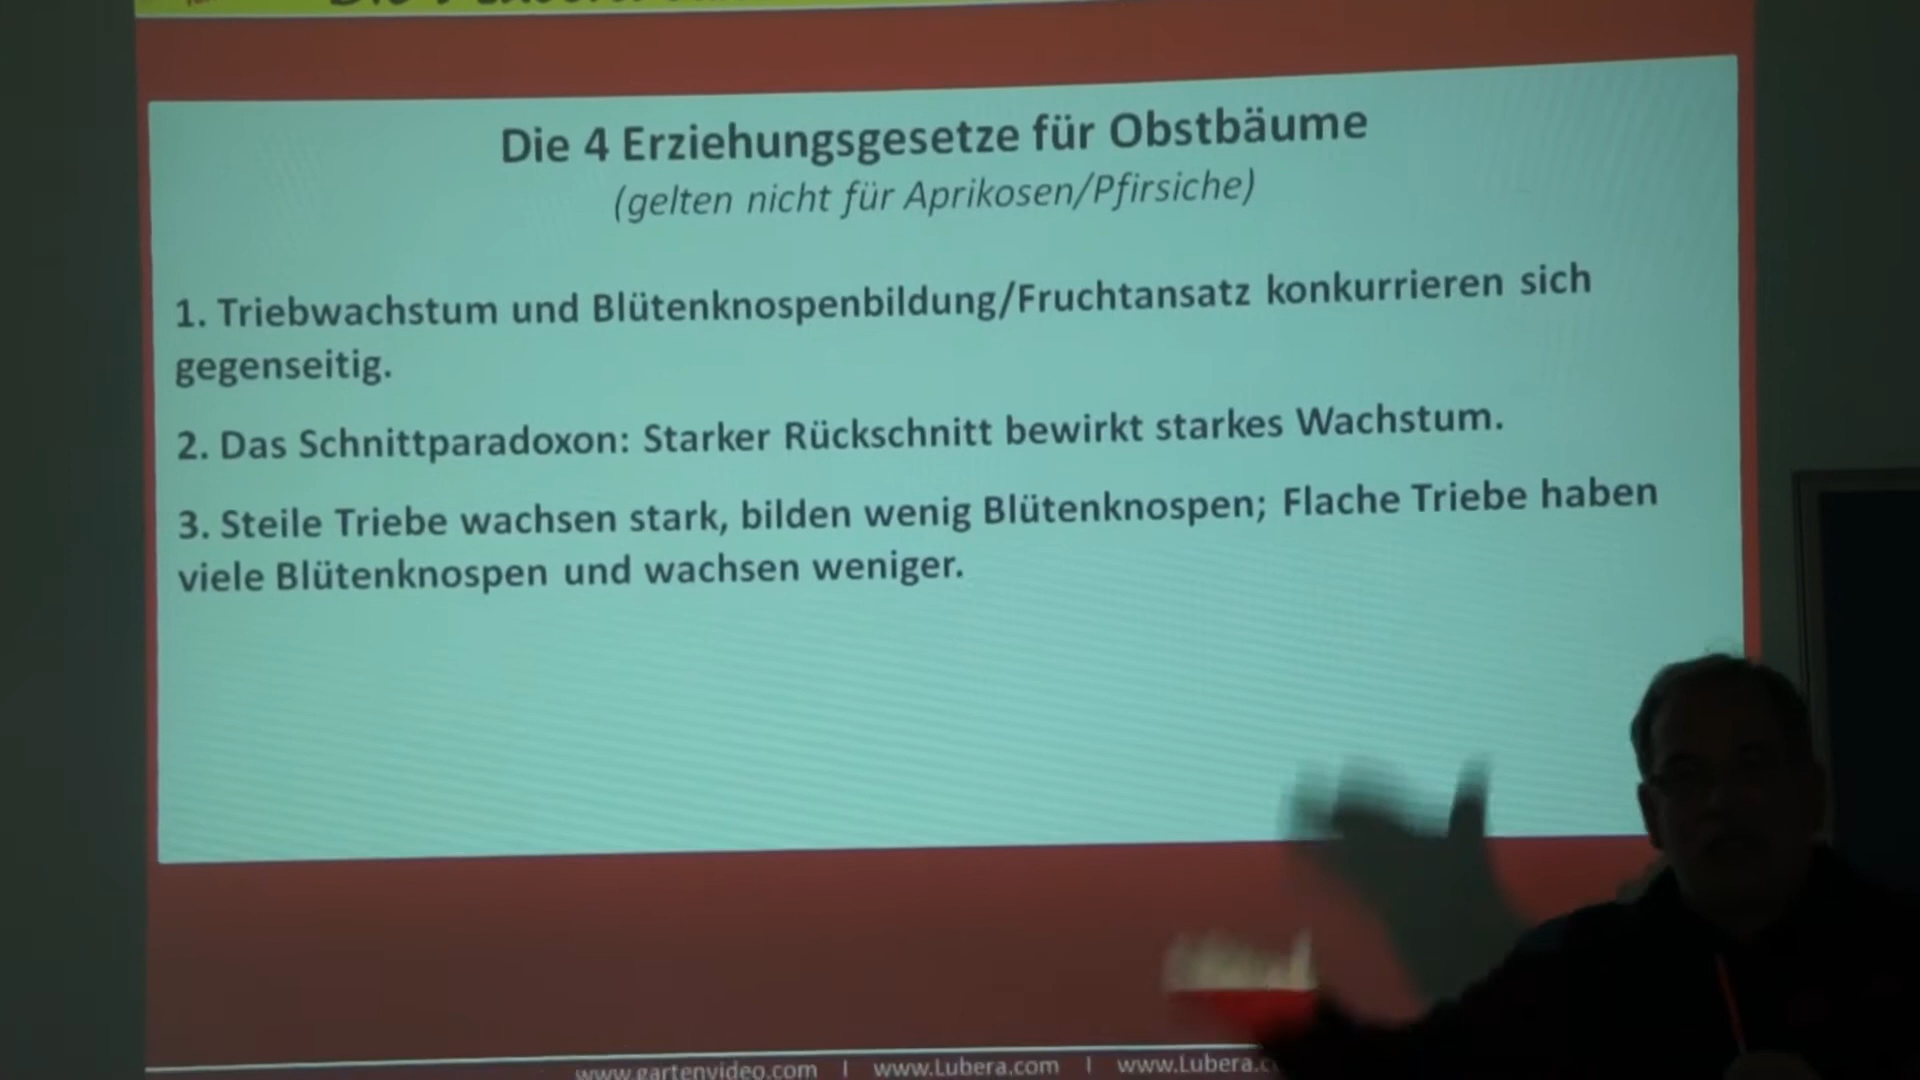 Die 4 Erziehungsgesetze für Obstbäume
(gelten nicht für Aprikosen/Pfirsiche)
1. Triebwachstum und Blütenknospenbildung/Fruchtansatz konkurrieren sich
gegenseitig.
2. Das Schnittparadoxon: Starker Rückschnitt bewirkt starkes Wachstum.
3. Steile Triebe wachsen stark, bilden wenig Blütenknospen; Flache Triebe haben
viele Blütenknospen und wachsen weniger.
www.gartenvideo.com | www.Lubera.com | www.Lubera.c